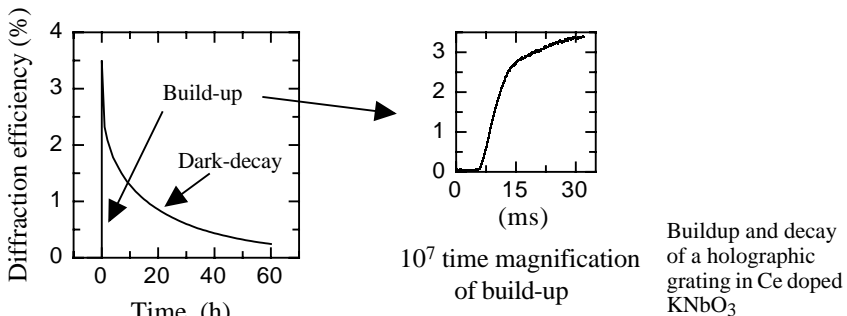 Diffraction efficiency (%)
4
3
2
1
0
Build-up
Dark-decay
0 20 40 60
Time (h)
3
2
1
0
0 15 30
(ms)
10⁷ time magnification
of build-up
Buildup and decay
of a holographic
grating in Ce doped
KNbO₃